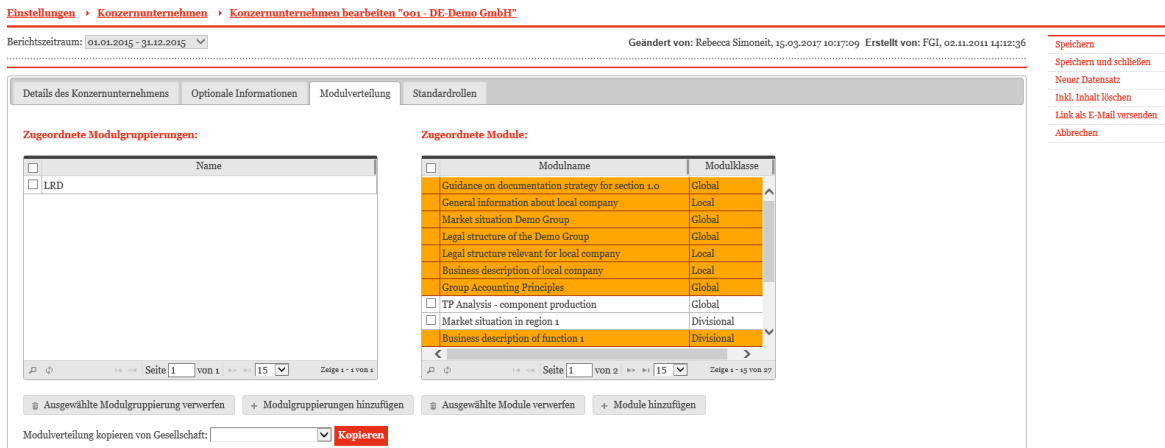 Einstellungen Konzernunternehmen Konzernunternehmen bearbeiten "001 - DE-Demo GmbH"
Berichtszeitraum: 01.01.2015 - 31.12.2015
Geändert von: Rebecca Simoneit, 15.03.2017 10:17:09 Erstellt von: FGI, 02.11.2011 14:12:36
Speichern
Speichern und schließen
Neuer Datensatz
Inkl. Inhalt löschen
Link als E-Mail versenden
Abbrechen
Details des Konzernunternehmens Optionale Informationen Modulverteilung Standardrollen
Zugeordnete Modulgruppierungen:
Name
LRD
Seite 1 von 1 15 Zeige 1 - 1 von 1
Zugeordnete Module:
Modulname Modulklasse
Guidance on documentation strategy for section 1.0 Global
General information about local company Local
Market situation Demo Group Global
Legal structure of the Demo Group Global
Legal structure relevant for local company Local
Business description of local company Local
Group Accounting Principles Global
TP Analysis - component production Global
Market situation in region 1 Divisional
Business description of function 1 Divisional
Seite 1 von 2 15 Zeige 1 - 15 von 27
Ausgewählte Modulgruppierung verwerfen + Modulgruppierungen hinzufügen Ausgewählte Module verwerfen + Module hinzufügen
Modulverteilung kopieren von Gesellschaft: Kopieren